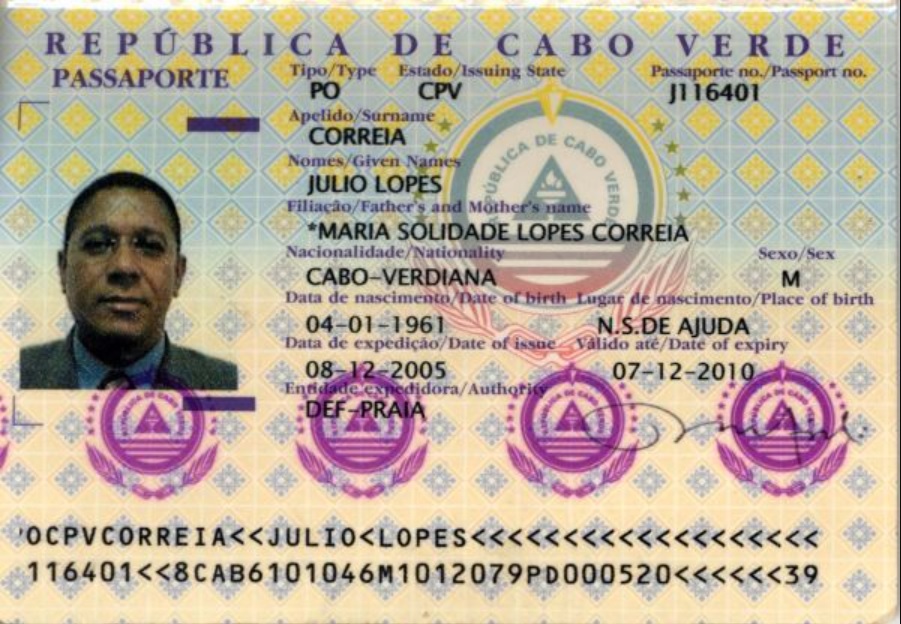 REPÚBLICA DE CABO VERDE
PASSAPORTE
Tipo/Type Estado/Issuing State Passaporte no./Passport no.
PO CPV J116401
Apelido/Surname
CORREIA
Nomes/Given Names
JULIO LOPES
Filiação/Father's and Mother's name
*MARIA SOLIDADE LOPES CORREIA
Nacionalidade/Nationality Sexo/Sex
CABO-VERDIANA M
Data de nascimento/Date of birth Lugar de nascimento/Place of birth
04-01-1961 N.S.DE AJUDA
Data de expedição/Date of issue Válido até/Date of expiry
08-12-2005 07-12-2010
Entidade expedidora/Authority
DEF-PRAIA
OCPVCORREIA<<JULIO<LOPES<<<<<<<<<<<<<<<<<<<
116401<<8CAB6101046M1012079PD000520<<<<<<39